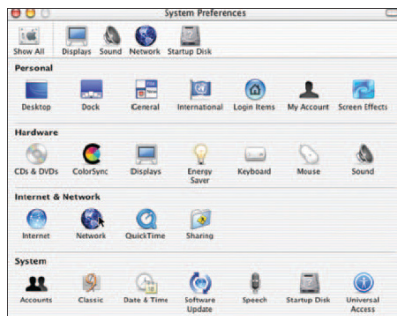 System Preferences
Show All Displays Sound Network Startup Disk
Personal
Desktop Dock General International Login Items My Account Screen Effects
Hardware
CDs & DVDs ColorSync Displays Energy Saver Keyboard Mouse Sound
Internet & Network
Internet Network QuickTime Sharing
System
Accounts Classic Date & Time Software Update Speech Startup Disk Universal Access